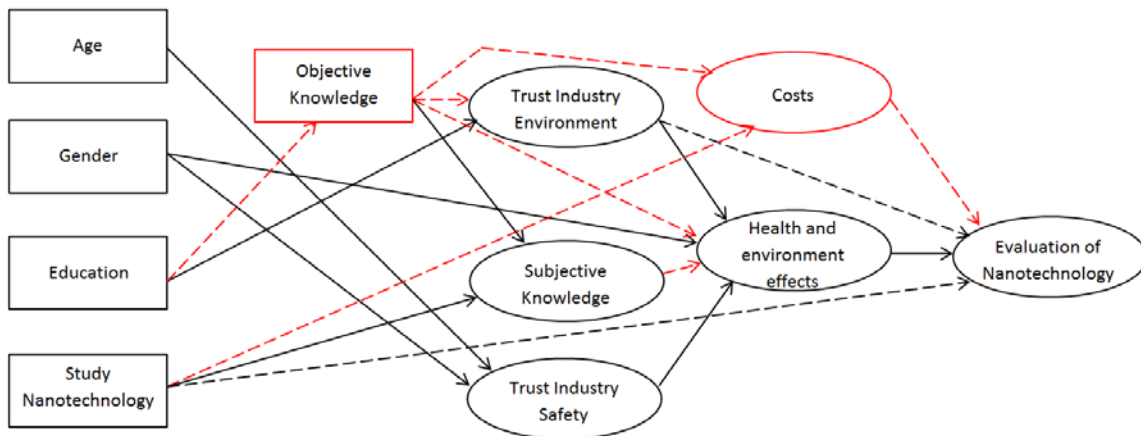 Age
Gender
Education
Study
Nanotechnology
Objective
Knowledge
Trust Industry
Environment
Subjective
Knowledge
Trust Industry
Safety
Costs
Health and
environment
effects
Evaluation of
Nanotechnology